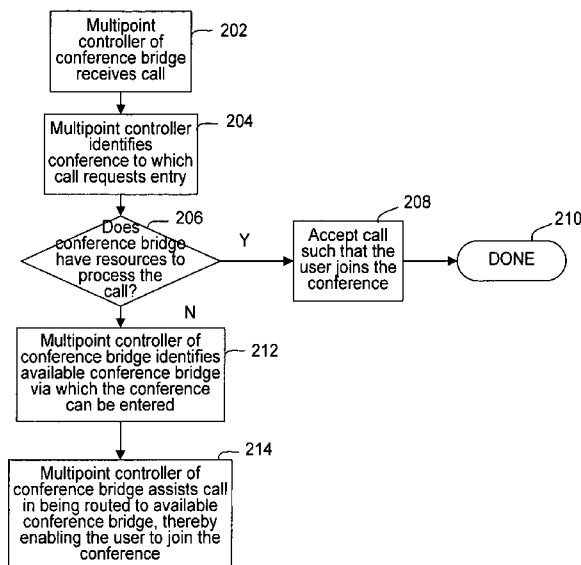 Multipoint
controller of
conference bridge
receives call
202
Multipoint controller
identifies
conference to which
call requests entry
204
Does
conference bridge
have resources to
process the
call?
206
Y
N
Accept call
such that the
user joins the
conference
208
DONE
210
Multipoint controller of
conference bridge identifies
available conference bridge
via which the conference
can be entered
212
Multipoint controller of
conference bridge assists call
in being routed to available
conference bridge, thereby
enabling the user to join the
conference
214